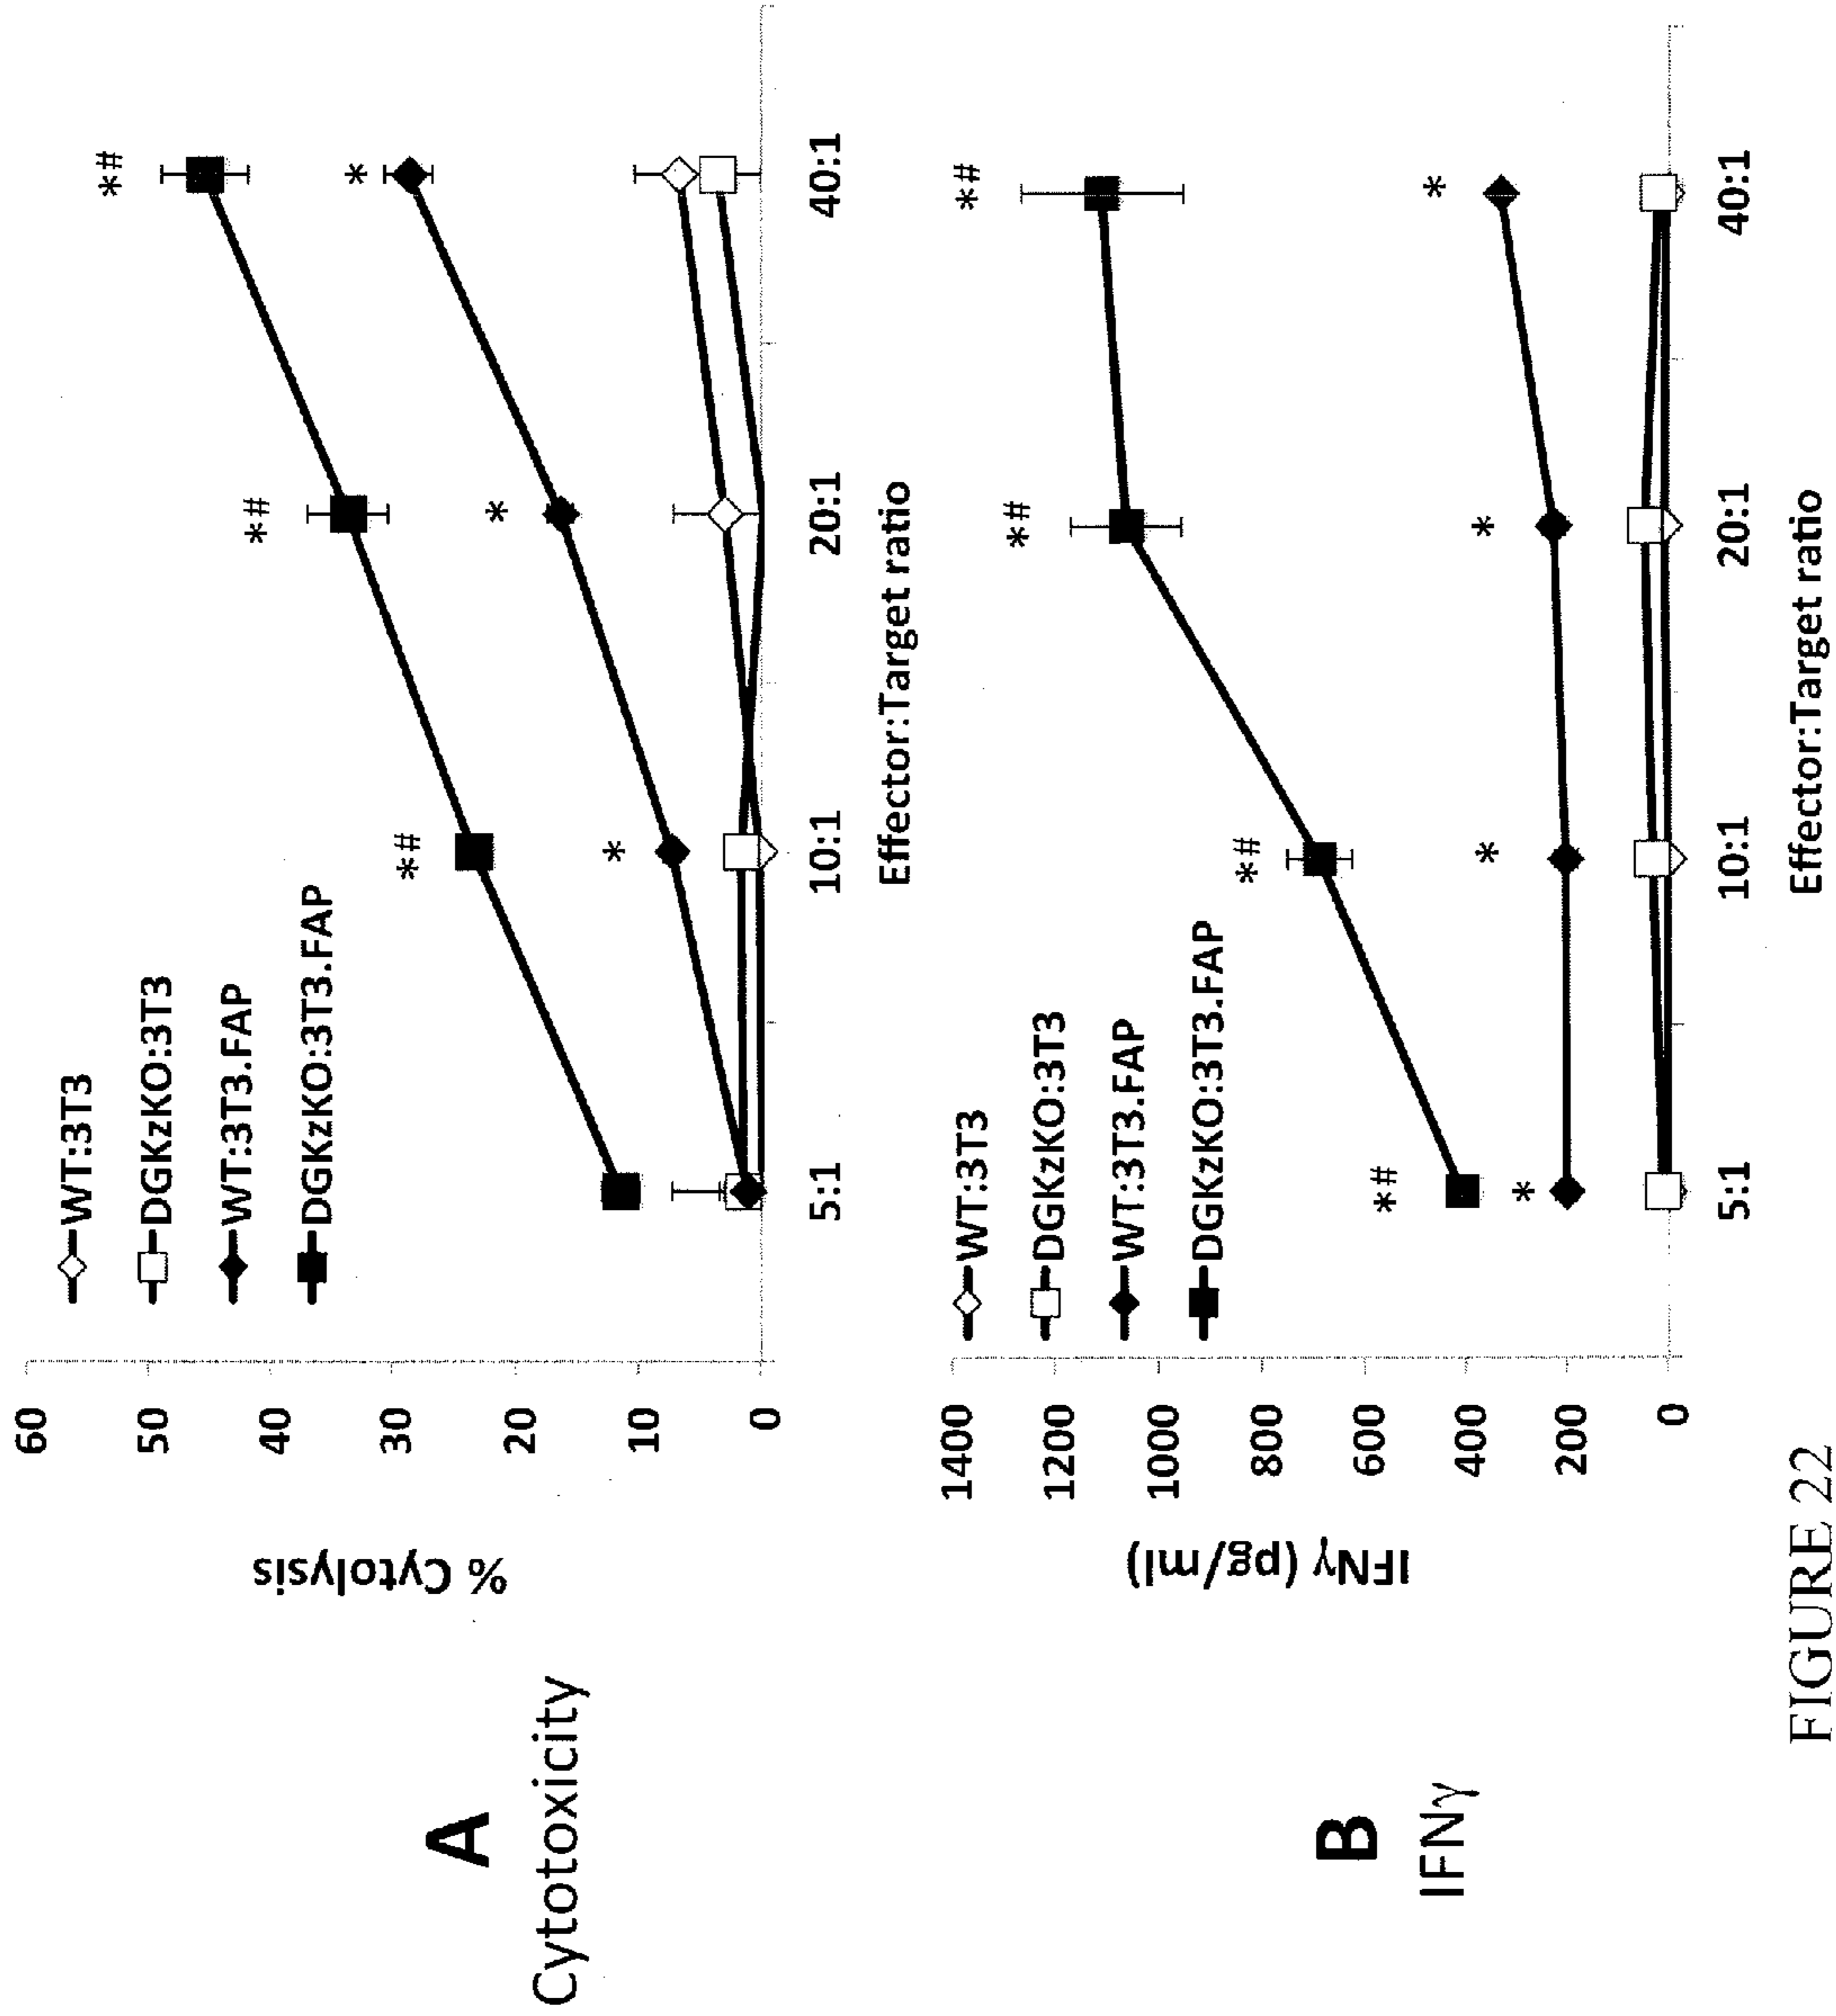 A
Cytotoxicity
% Cytolysis
60
50
40
30
20
10
0
WT:3T3
DGKzKO:3T3
WT:3T3.FAP
DGKzKO:3T3.FAP
*#
*
*#
*
*#
*
5:1 10:1 20:1 40:1
Effector:Target ratio
B
IFNγ
IFNγ (pg/ml)
1400
1200
1000
800
600
400
200
0
WT:3T3
DGKzKO:3T3
WT:3T3.FAP
DGKzKO:3T3.FAP
*#
*
*#
*
*#
*
*#
*
5:1 10:1 20:1 40:1
Effector:Target ratio
FIGURE 22